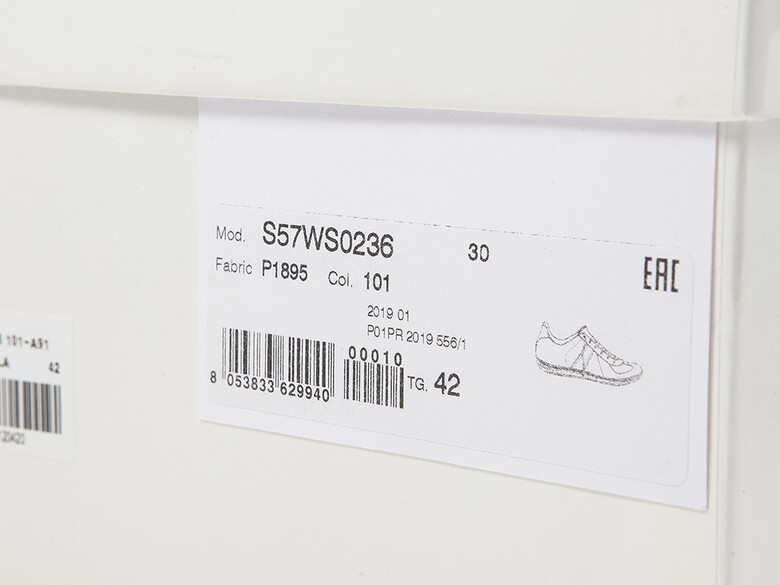 Mod. S57WS0236 30
Fabric P1895 Col. 101
EAC
2019 01
P01PR 2019 556/1
00010
8 053833 629940
TG. 42
101-A91
LA 42